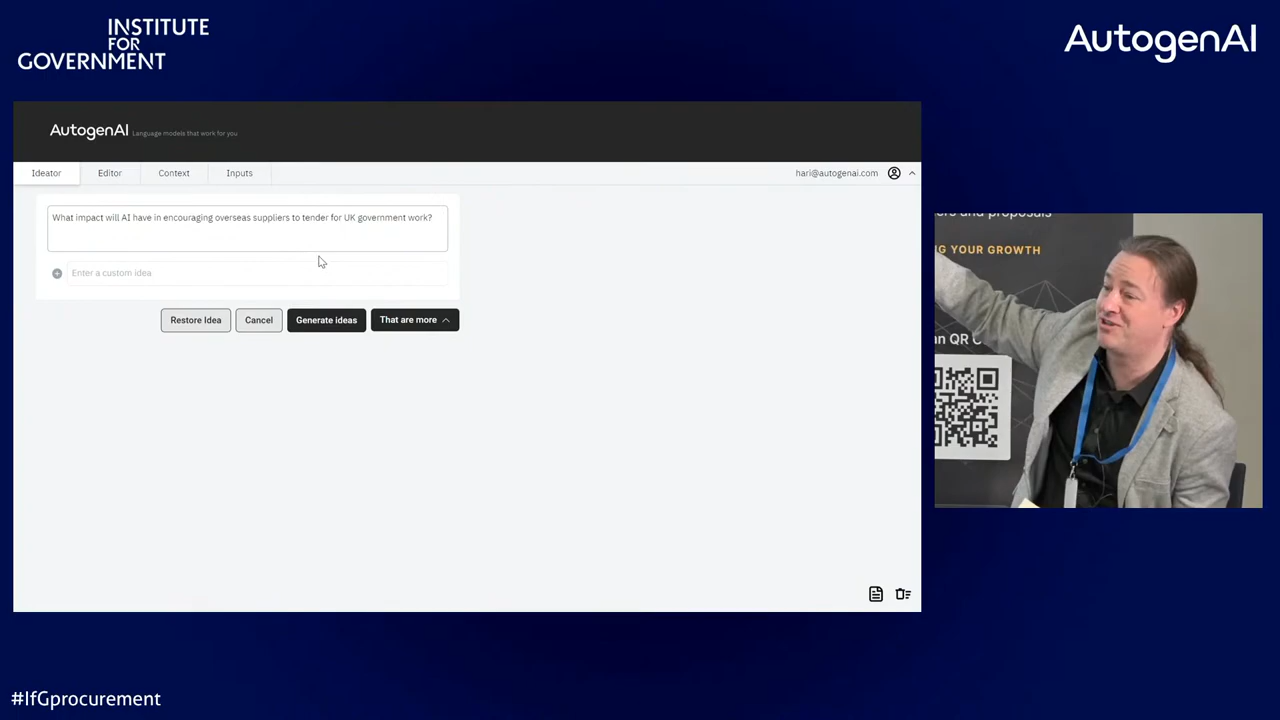 INSTITUTE
FOR
GOVERNMENT
AutogenAI
AutogenAI Language models that work for you
Ideator
Editor
Context
Inputs
hari@autogenai.com
What impact will AI have in encouraging overseas suppliers to tender for UK government work?
Enter a custom idea
Restore Idea
Cancel
Generate ideas
That are more
and proposals
YOUR GROWTH
QR
#IfGprocurement